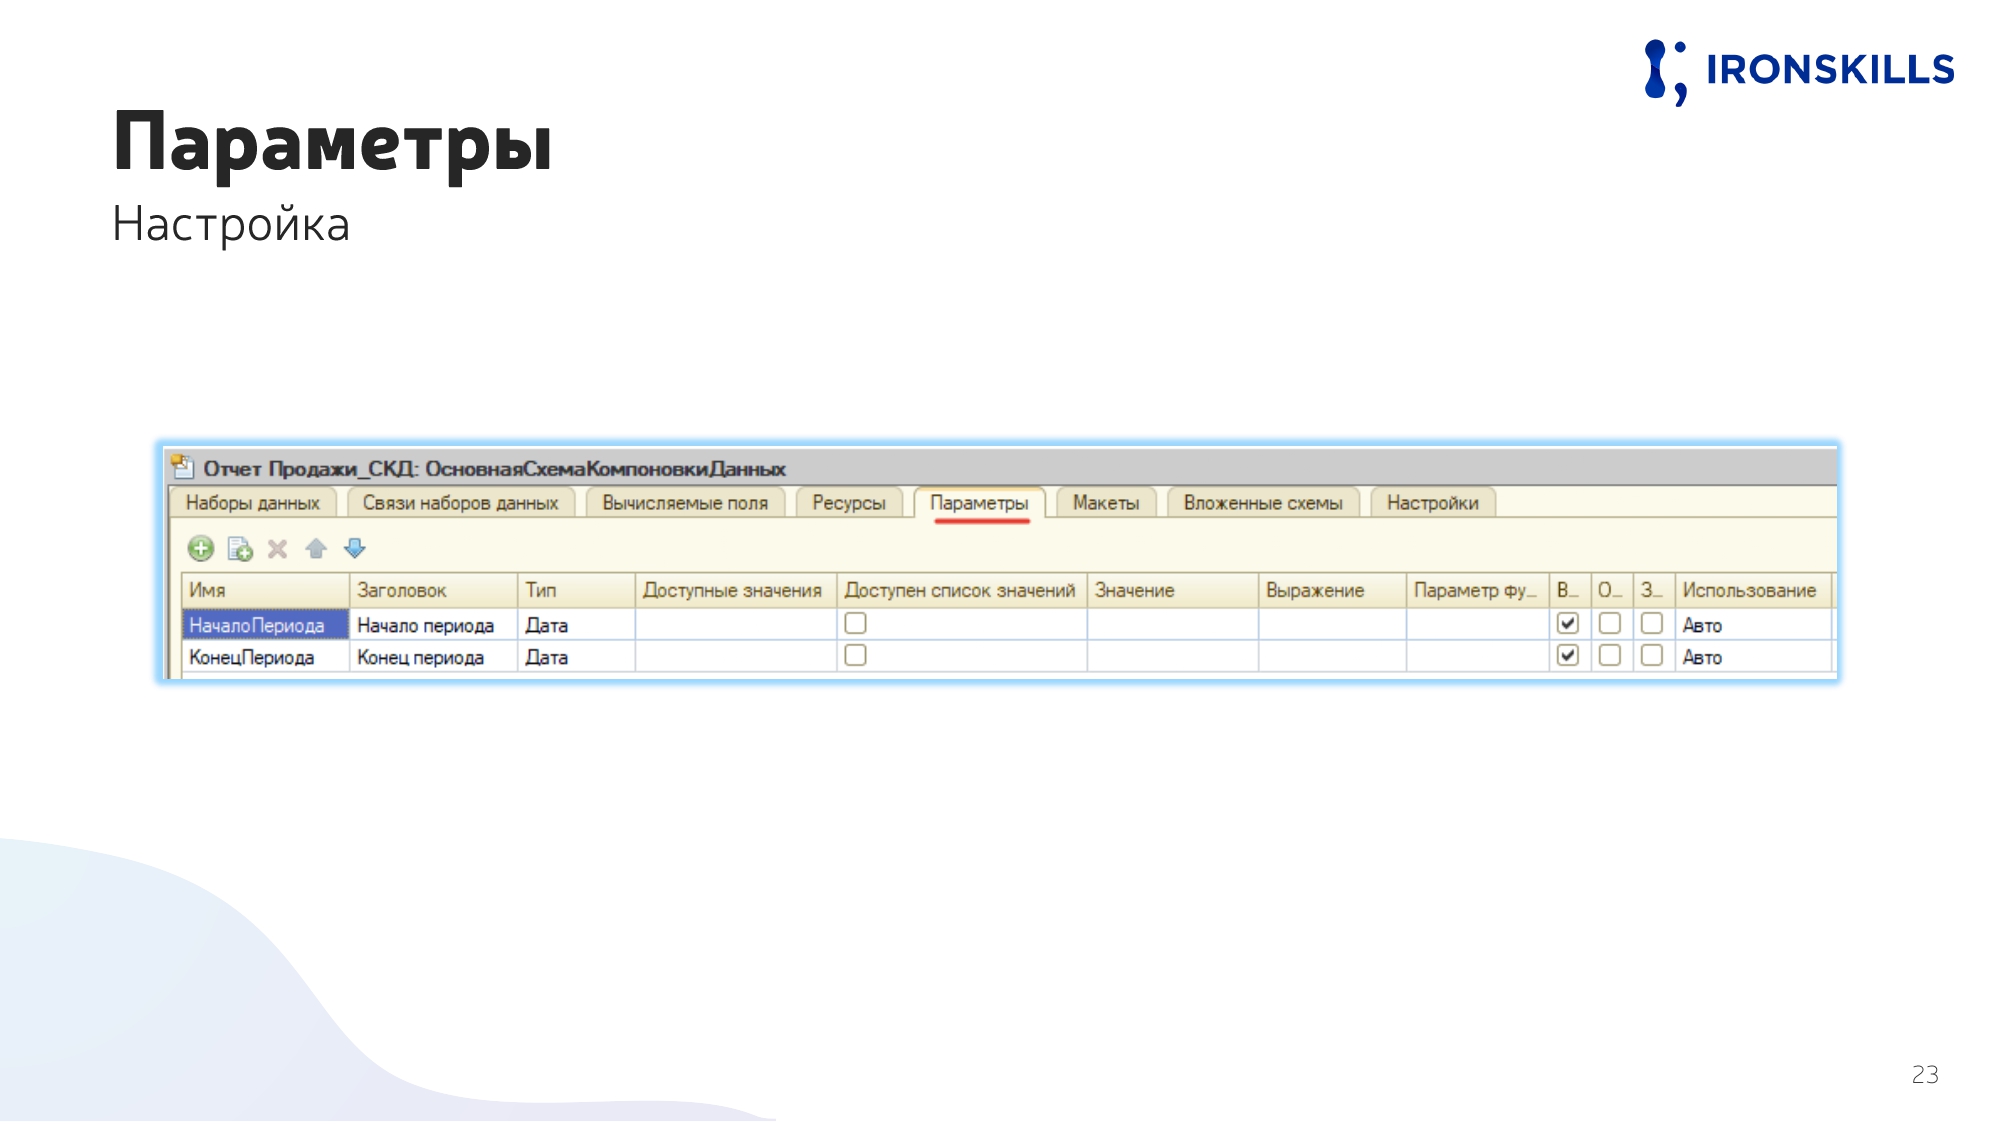 IRONSKILLS
Параметры
Настройка
Отчет Продажи_СКД: ОсновнаяСхемаКомпоновкиДанных
Наборы данных Связи наборов данных Вычисляемые поля Ресурсы Параметры Макеты Вложенные схемы Настройки
Имя Заголовок Тип Доступные значения Доступен список значений Значение Выражение Параметр фу... В... О... З... Использование
НачалоПериода Начало периода Дата Авто
КонецПериода Конец периода Дата Авто
23